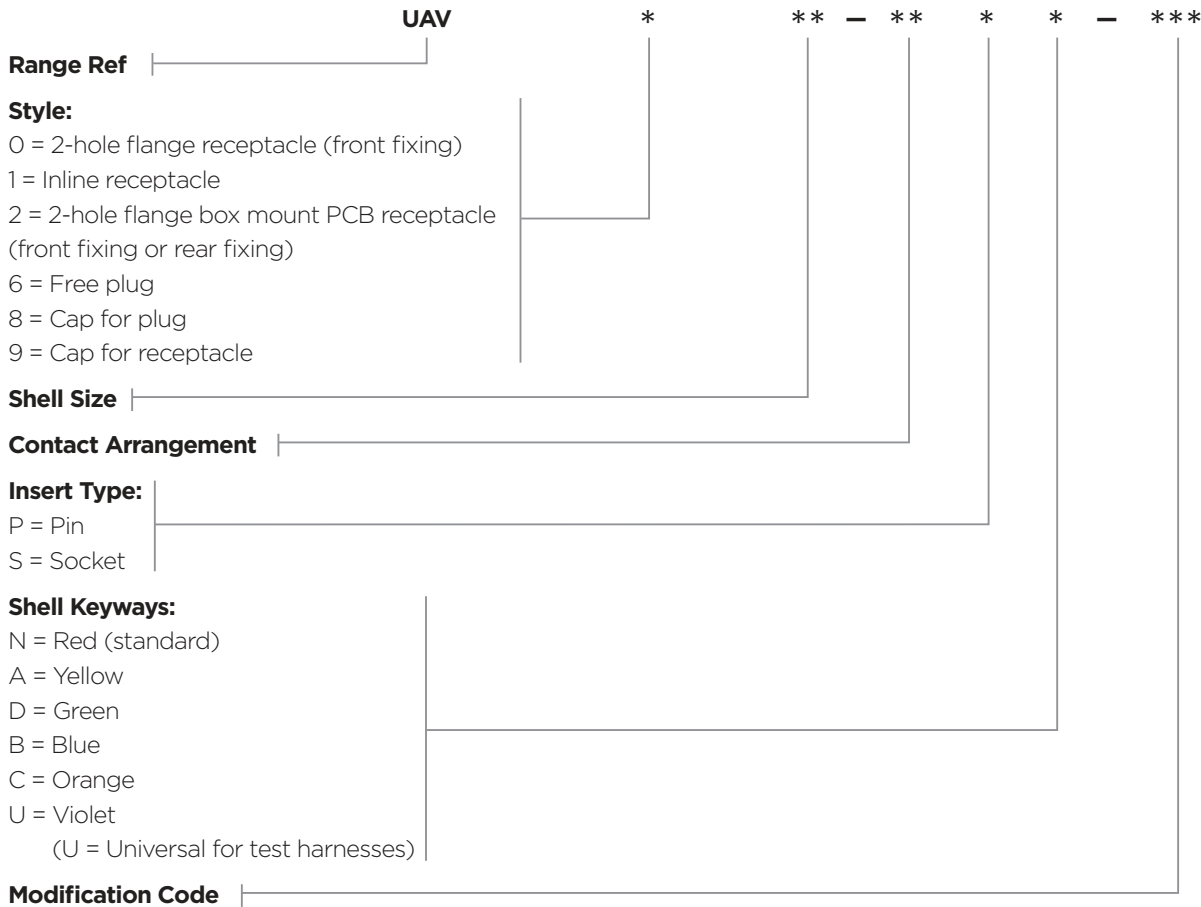 UAV * ** – ** * * – ***
Range Ref
Style:
0 = 2-hole flange receptacle (front fixing)
1 = Inline receptacle
2 = 2-hole flange box mount PCB receptacle
(front fixing or rear fixing)
6 = Free plug
8 = Cap for plug
9 = Cap for receptacle
Shell Size
Contact Arrangement
Insert Type:
P = Pin
S = Socket
Shell Keyways:
N = Red (standard)
A = Yellow
D = Green
B = Blue
C = Orange
U = Violet
(U = Universal for test harnesses)
Modification Code